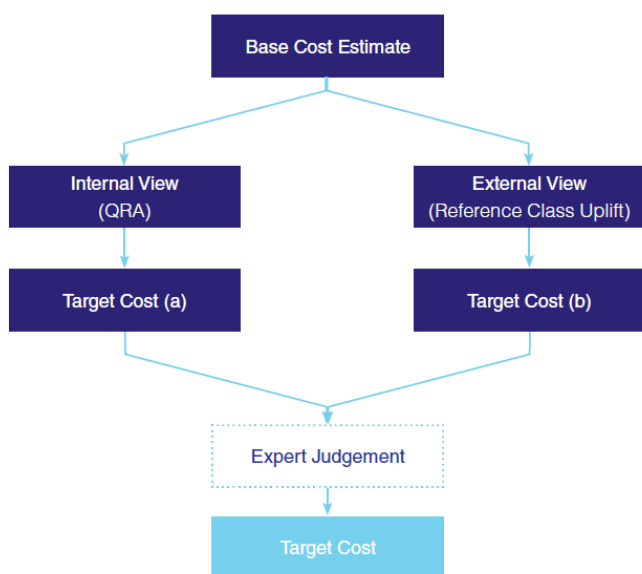 Base Cost Estimate
Internal View
(QRA)
External View
(Reference Class Uplift)
Target Cost (a)
Target Cost (b)
Expert Judgement
Target Cost